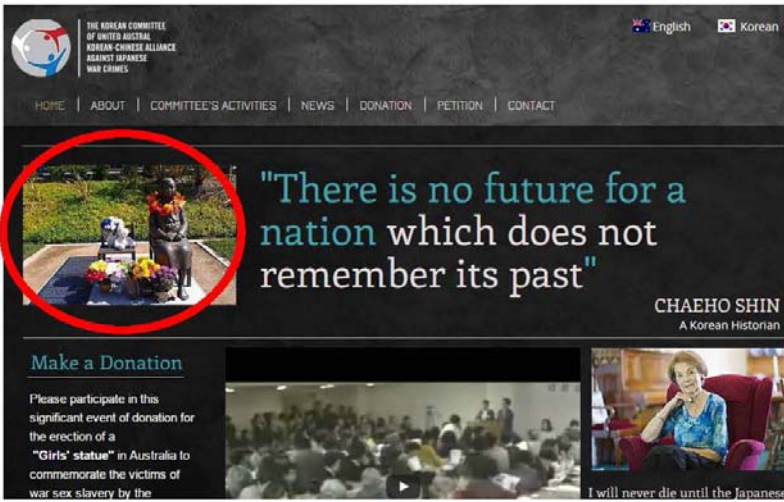 THE KOREAN COMMITTEE
OF UNITED AUSTRAL
KOREAN-CHINESE ALLIANCE
AGAINST JAPANESE
WAR CRIMES
English
Korean
HOME | ABOUT | COMMITTEE'S ACTIVITIES | NEWS | DONATION | PETITION | CONTACT
"There is no future for a
nation which does not
remember its past"
CHAEHO SHIN
A Korean Historian
Make a Donation
Please participate in this
significant event of donation for
the erection of a
"Girls' statue" in Australia to
commemorate the victims of
war sex slavery by the
I will never die until the Japanes